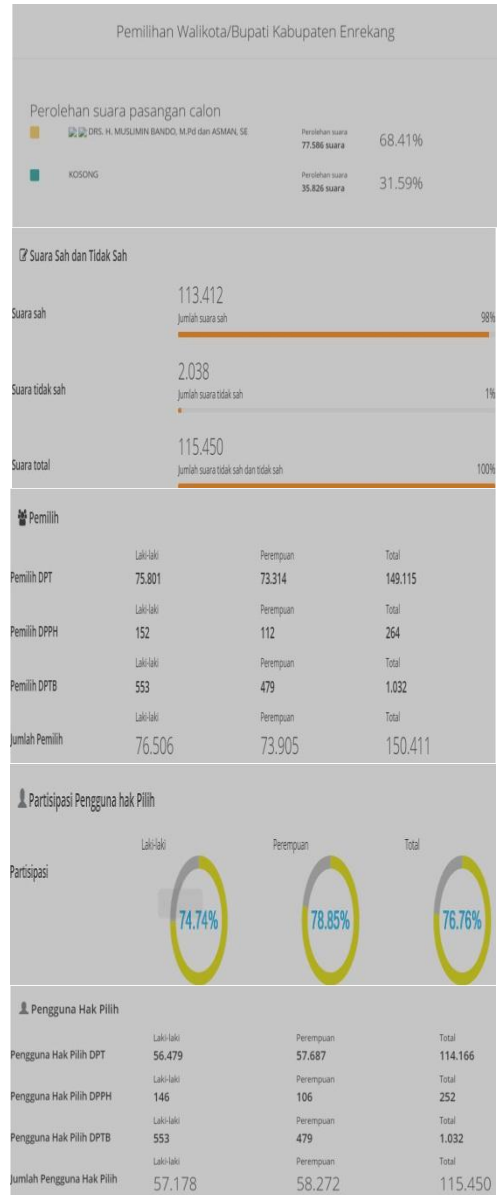 Pemilihan Walikota/Bupati Kabupaten Enrekang
Perolehan suara pasangan calon
DRS. H. MUSLIMIN BANDO, M.Pd dan ASMAN, SE Perolehan suara 68.41%
77.586 suara
KOSONG Perolehan suara 31.59%
35.826 suara
Suara Sah dan Tidak Sah
113.412
Suara sah Jumlah suara sah 98%
2.038
Suara tidak sah Jumlah suara tidak sah 1%
115.450
Suara total Jumlah suara tidak sah dan tidak sah 100%
Pemilih
Laki-laki Perempuan Total
Pemilih DPT 75.801 73.314 149.115
Laki-laki Perempuan Total
Pemilih DPPH 152 112 264
Laki-laki Perempuan Total
Pemilih DPTB 553 479 1.032
Laki-laki Perempuan Total
Jumlah Pemilih 76.506 73.905 150.411
Partisipasi Pengguna hak Pilih
Laki-laki Perempuan Total
Partisipasi
74.74% 78.85% 76.76%
Pengguna Hak Pilih
Laki-laki Perempuan Total
Pengguna Hak Pilih DPT 56.479 57.687 114.166
Laki-laki Perempuan Total
Pengguna Hak Pilih DPPH 146 106 252
Laki-laki Perempuan Total
Pengguna Hak Pilih DPTB 553 479 1.032
Laki-laki Perempuan Total
Jumlah Pengguna Hak Pilih 57.178 58.272 115.450